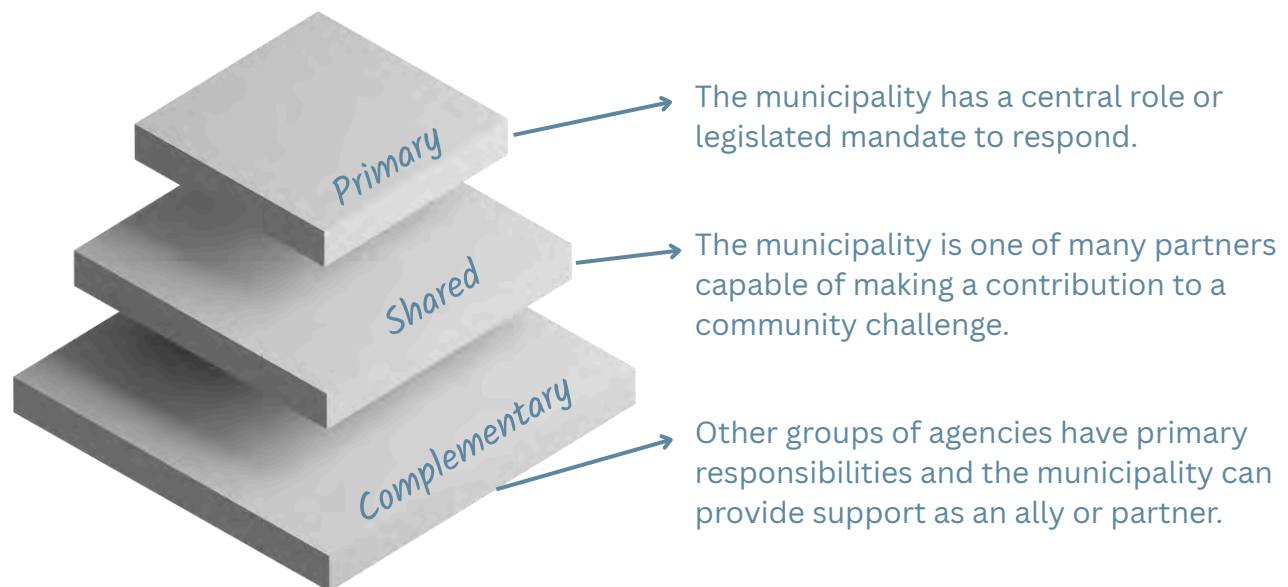 Primary
The municipality has a central role or
legislated mandate to respond.
Shared
The municipality is one of many partners
capable of making a contribution to a
community challenge.
Complementary
Other groups of agencies have primary
responsibilities and the municipality can
provide support as an ally or partner.